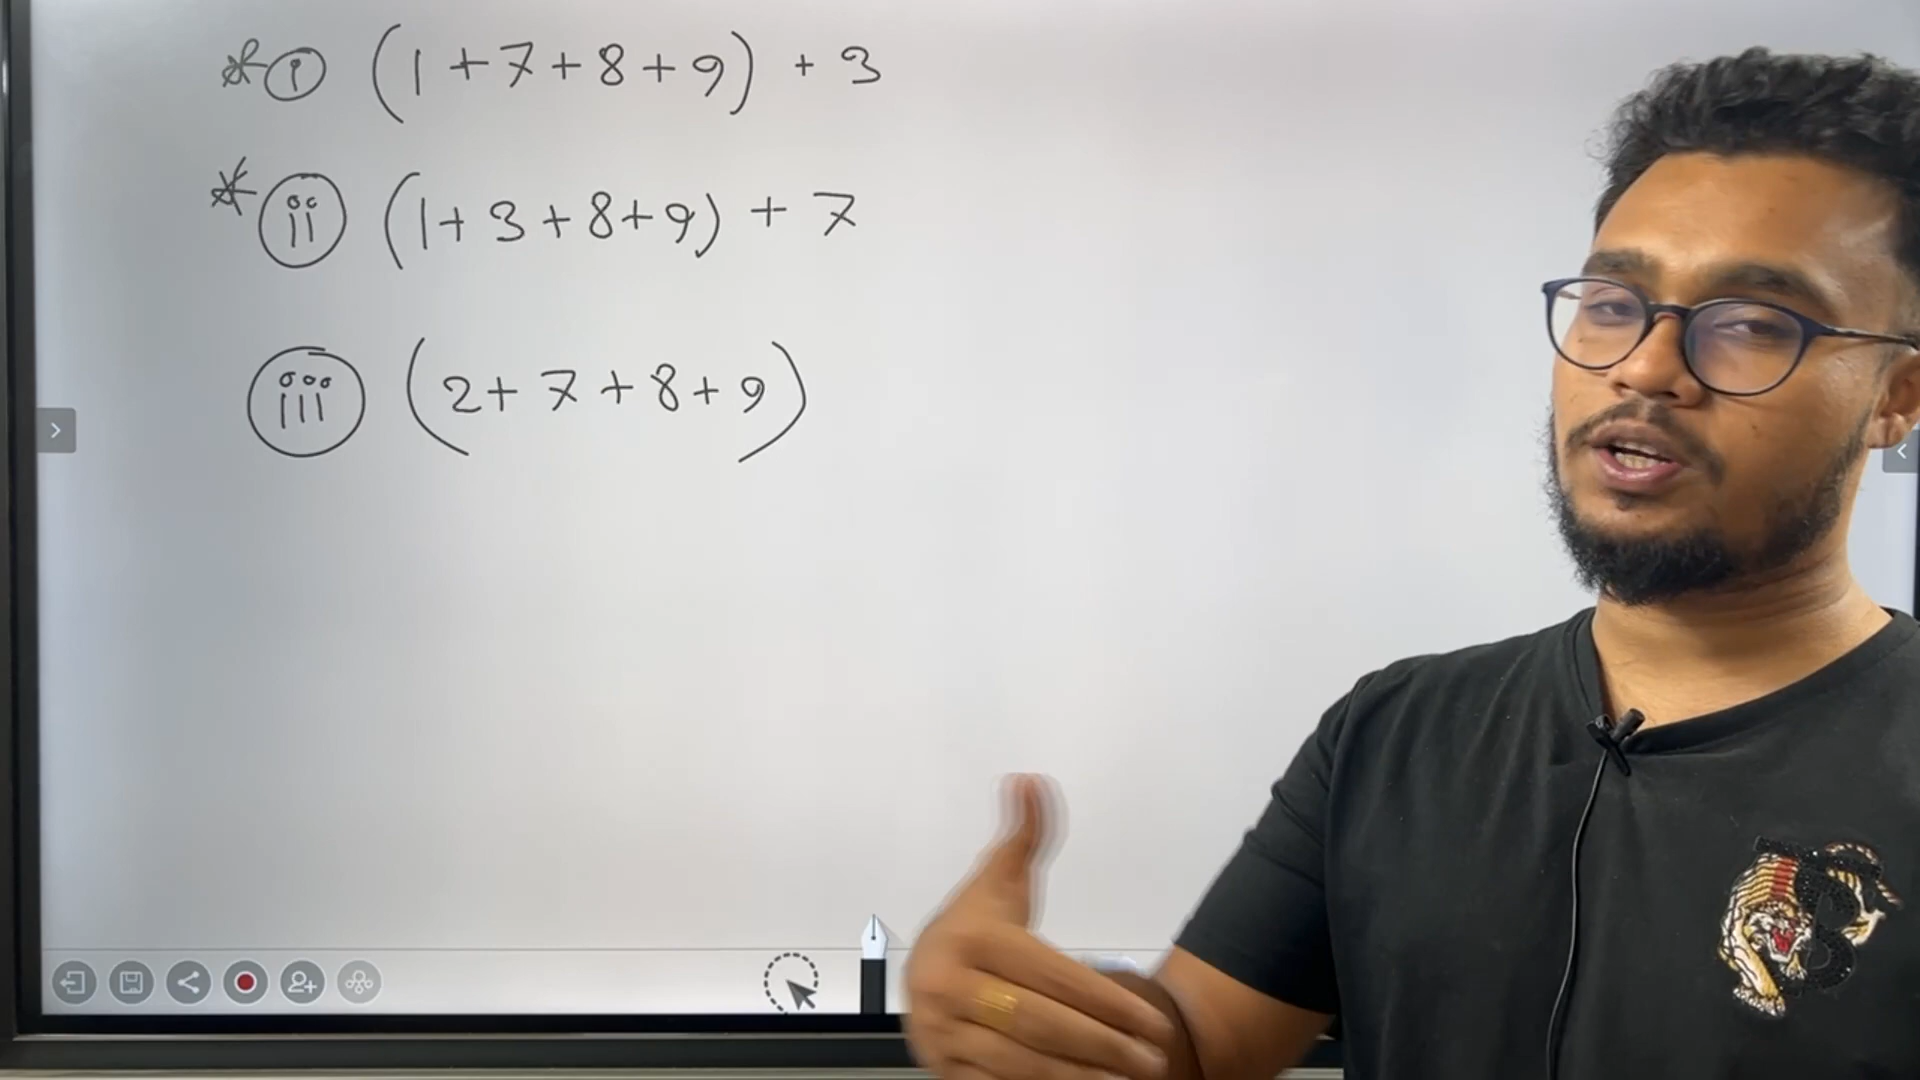 * i (1+7+8+9) + 3
* ii (1+3+8+9) + 7
iii (2+7+8+9)